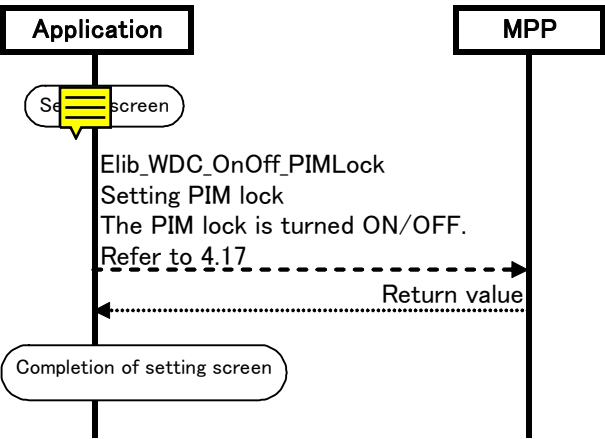 Application
MPP
screen
Elib_WDC_OnOff_PIMLock
Setting PIM lock
The PIM lock is turned ON/OFF.
Refer to 4.17
Return value
Completion of setting screen